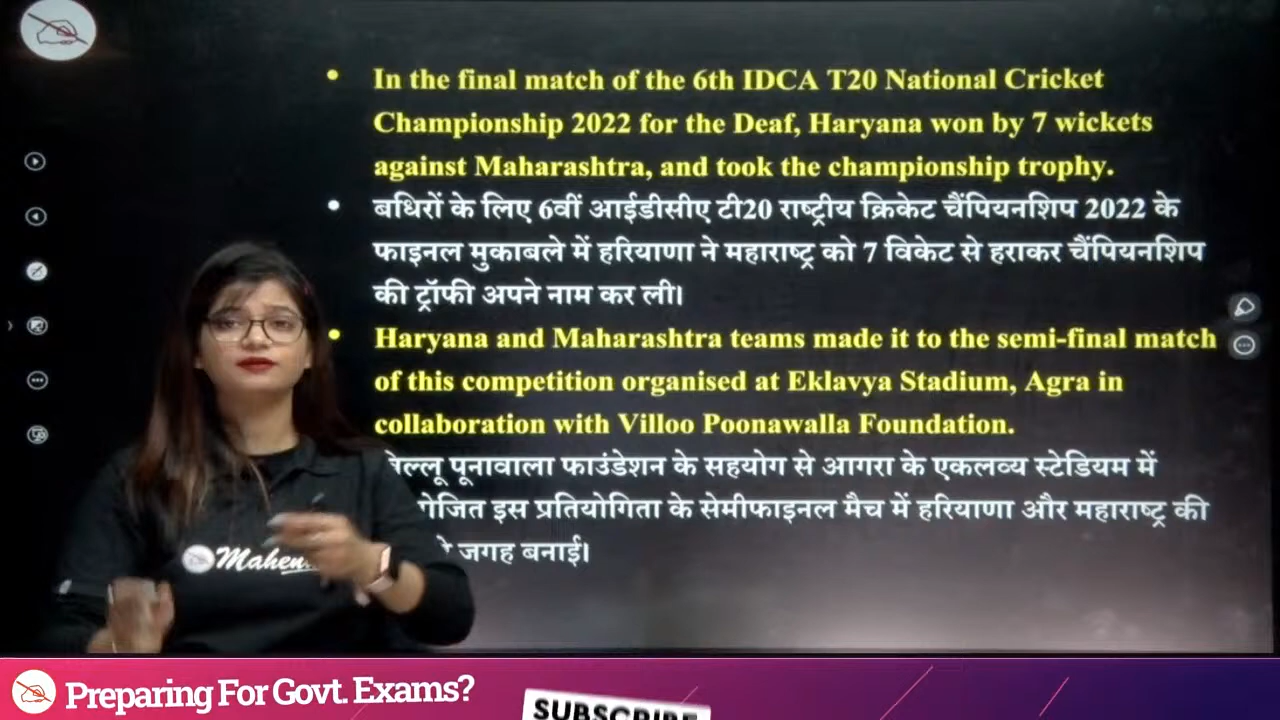 In the final match of the 6th IDCA T20 National Cricket
Championship 2022 for the Deaf, Haryana won by 7 wickets
against Maharashtra, and took the championship trophy.
बधिरों के लिए 6वीं आईडीसीए टी20 राष्ट्रीय क्रिकेट चैंपियनशिप 2022 के
फाइनल मुकाबले में हरियाणा ने महाराष्ट्र को 7 विकेट से हराकर चैंपियनशिप
की ट्रॉफी अपने नाम कर ली।
Haryana and Maharashtra teams made it to the semi-final match
of this competition organised at Eklavya Stadium, Agra in
collaboration with Villoo Poonawalla Foundation.
पूनावाला फाउंडेशन के सहयोग से आगरा के एकलव्य स्टेडियम में
इस प्रतियोगिता के सेमीफाइनल मैच में हरियाणा और महाराष्ट्र की
जगह बनाई।
Preparing For Govt. Exams?
SUBSCRIBE